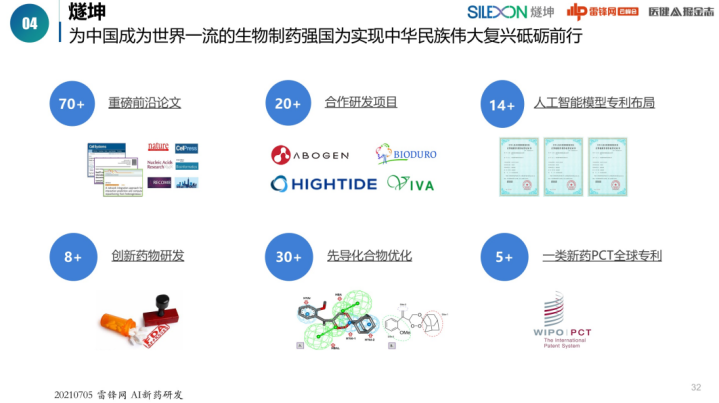 04
燧坤
为中国成为世界一流的生物制药强国为实现中华民族伟大复兴砥砺前行
SILEXON 燧坤
雷锋网
医健AI掘金志
70+
重磅前沿论文
20+
合作研发项目
14+
人工智能模型专利布局
nature
CelPress
Nucleic Acids
Research
RECOMB
ABOGEN
BIODURO
HIGHTIDE
VIVA
8+
创新药物研发
30+
先导化合物优化
5+
一类新药PCT全球专利
FDA
OMe
WIPO|PCT
The International
Patent System
20210705 雷锋网 AI新药研发
32